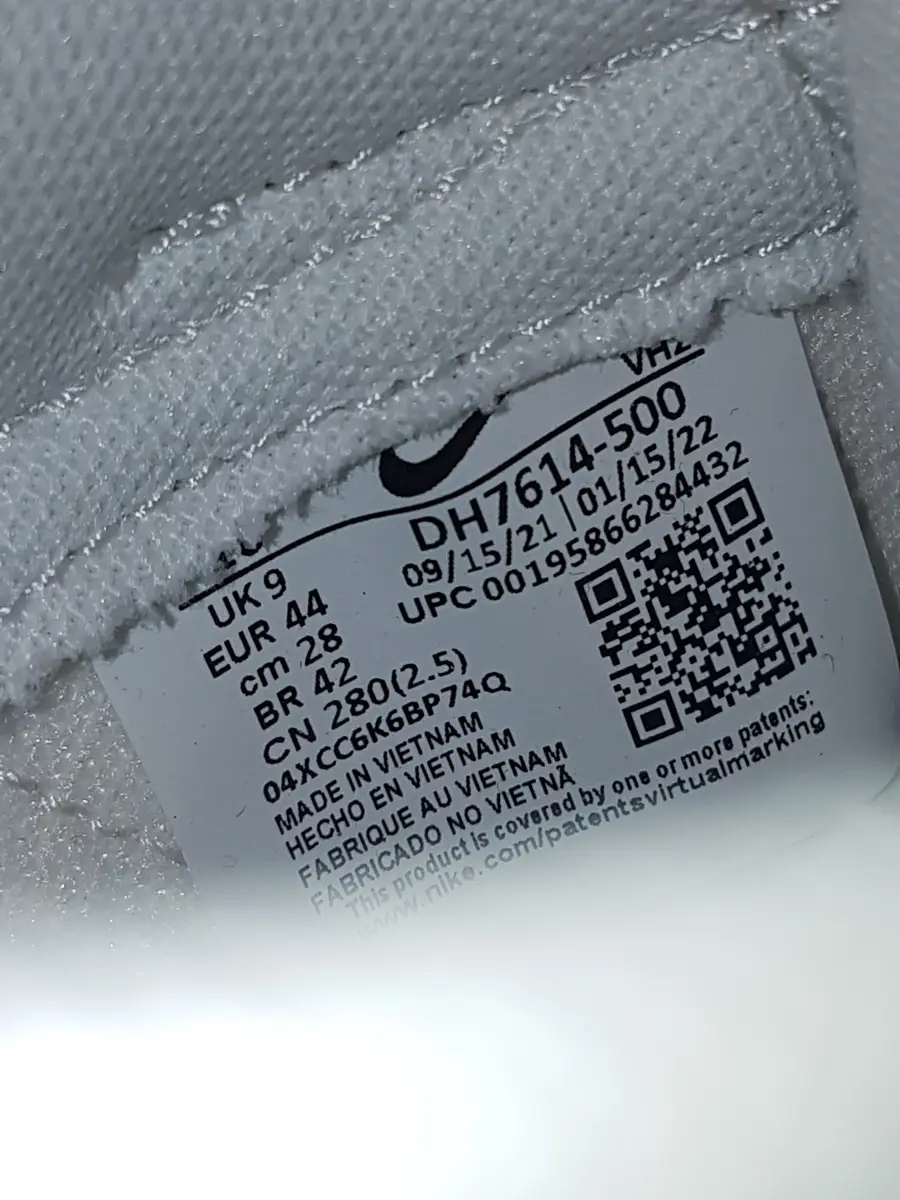 VH2
DH7614-500
09/15/21 | 01/15/22
UPC 00195866284432
10
UK 9
EUR 44
cm 28
BR 42
CN 280(2.5)
04XCC6K6BP74Q
MADE IN VIETNAM
HECHO EN VIETNAM
FABRIQUE AU VIETNAM
FABRICADO NO VIETNÃ
This product is covered by one or more patents:
www.nike.com/patentsvirtualmarking